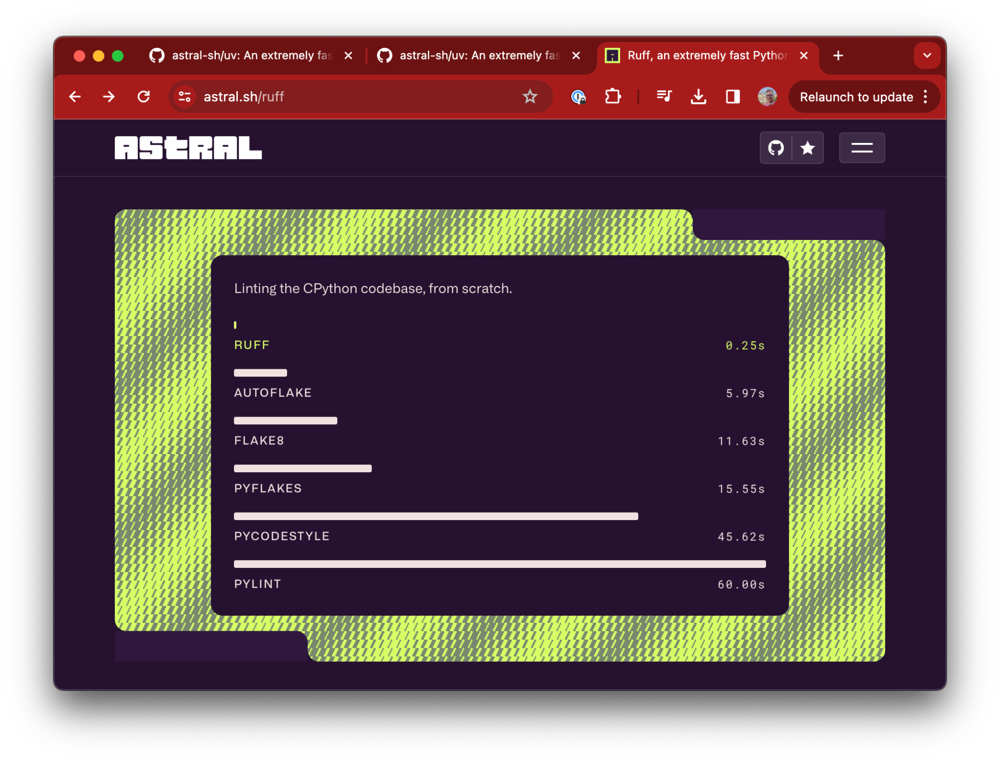 astral-sh/uv: An extremely fas
astral-sh/uv: An extremely fas
Ruff, an extremely fast Python
astral.sh/ruff
Relaunch to update
ASTRAL
Linting the CPython codebase, from scratch.
RUFF 0.25s
AUTOFLAKE 5.97s
FLAKE8 11.63s
PYFLAKES 15.55s
PYCODESTYLE 45.62s
PYLINT 60.00s